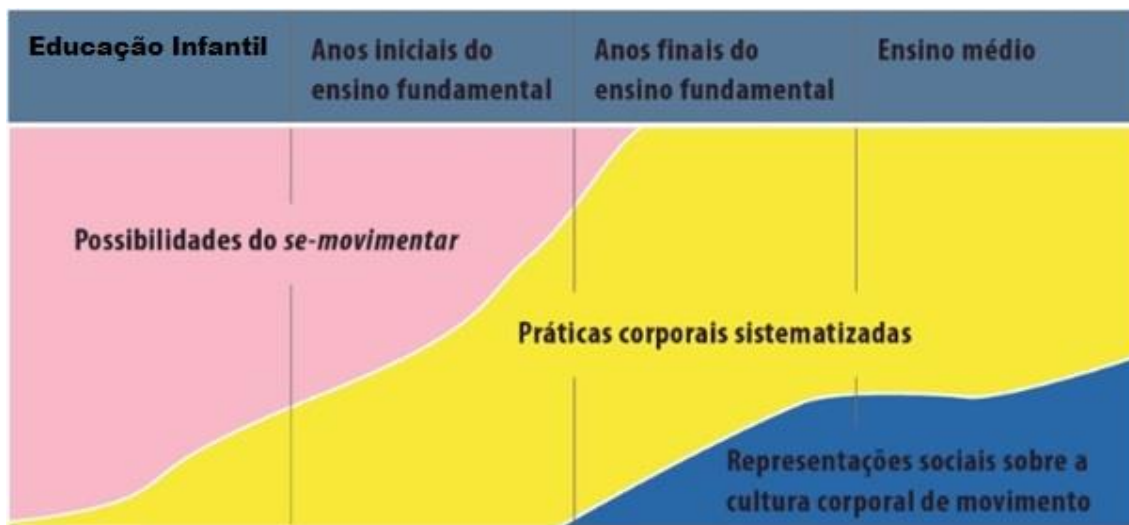 Educação Infantil
Anos iniciais do
ensino fundamental
Anos finais do
ensino fundamental
Ensino médio
Possibilidades do se-movimentar
Práticas corporais sistematizadas
Representações sociais sobre a
cultura corporal de movimento